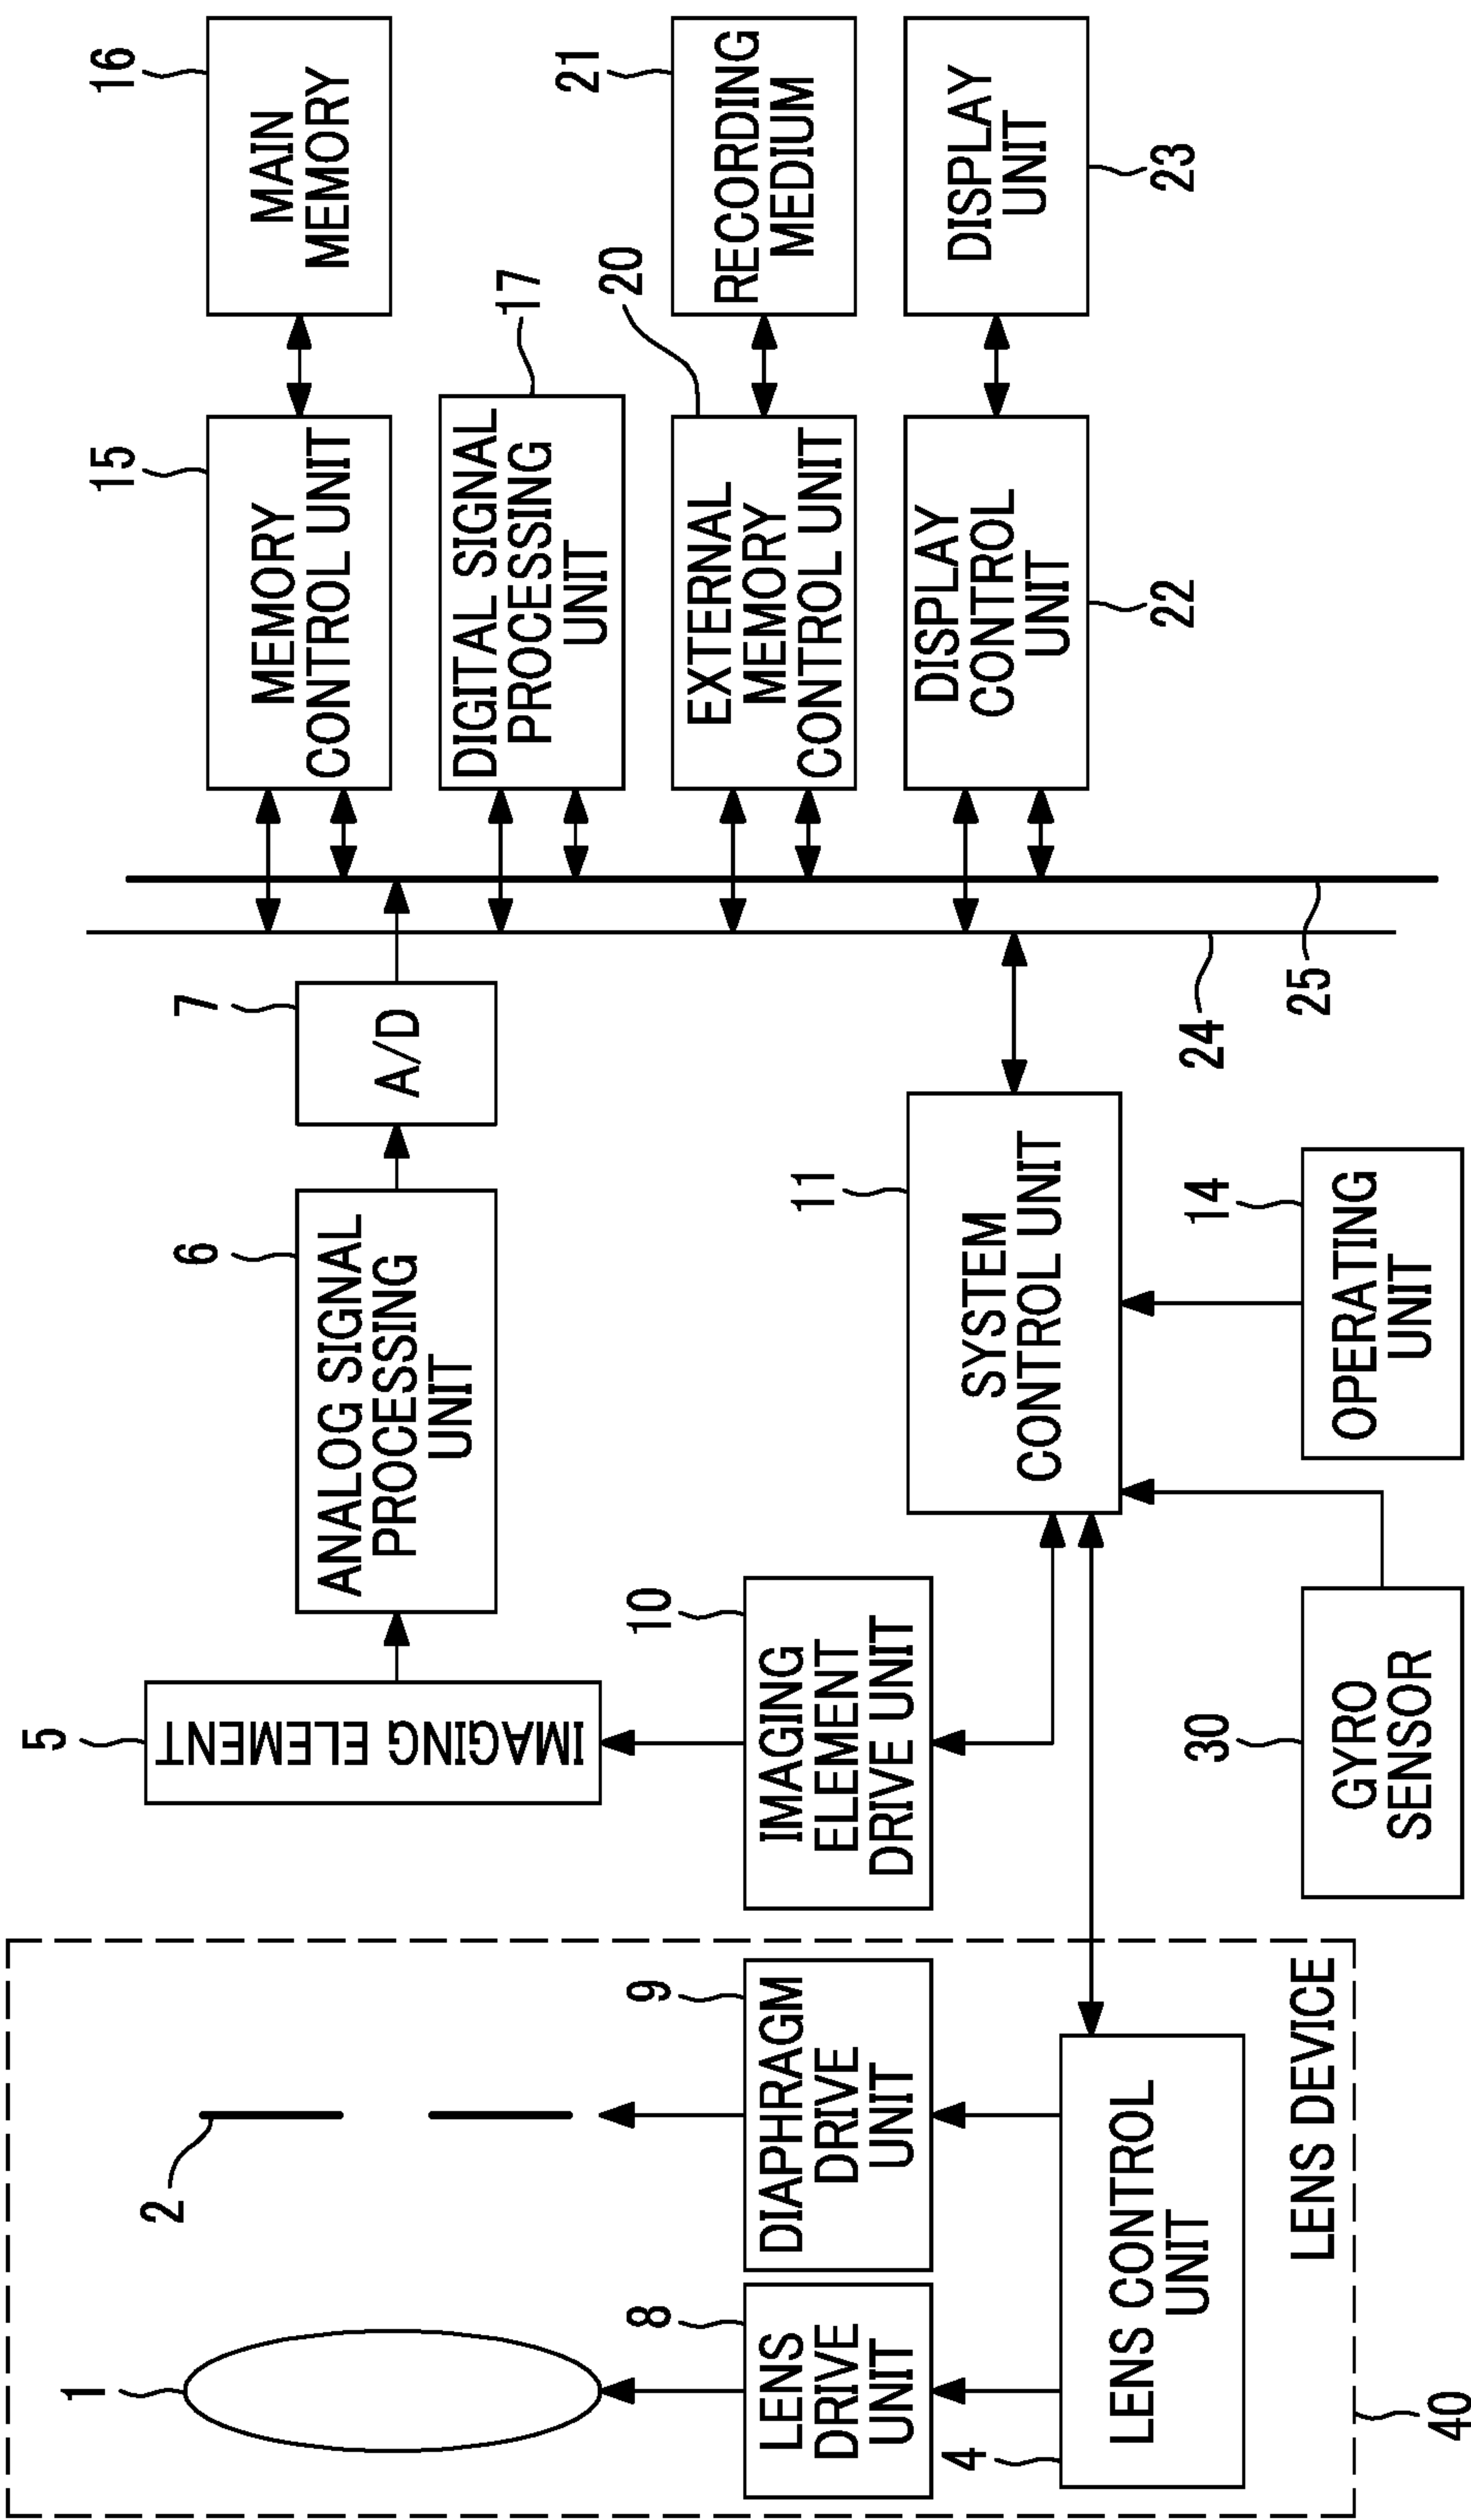 1
2
LENS
DRIVE
UNIT
8
DIAPHRAGM
DRIVE
UNIT
9
LENS CONTROL
UNIT
4
LENS DEVICE
40
5
IMAGING ELEMENT
6
ANALOG SIGNAL
PROCESSING
UNIT
7
A/D
10
IMAGING
ELEMENT
DRIVE UNIT
11
SYSTEM
CONTROL UNIT
30
GYRO
SENSOR
14
OPERATING
UNIT
24
25
15
MEMORY
CONTROL UNIT
16
MAIN
MEMORY
17
DIGITAL SIGNAL
PROCESSING
UNIT
20
EXTERNAL
MEMORY
CONTROL UNIT
21
RECORDING
MEDIUM
DISPLAY
CONTROL
UNIT
22
DISPLAY
UNIT
23